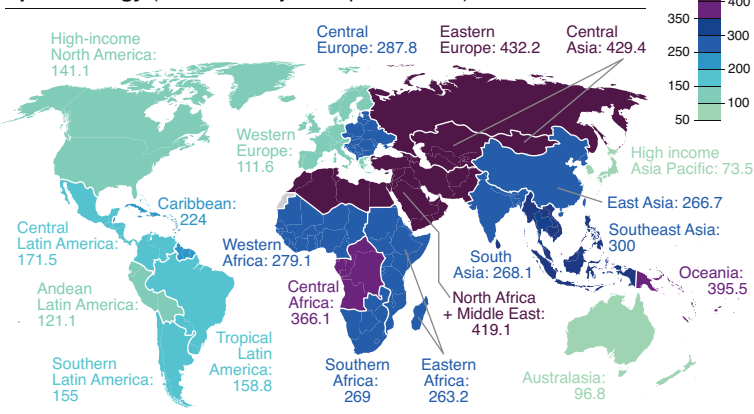 400
350
300
250
200
150
100
50
Central
Europe: 287.8
Eastern
Europe: 432.2
Central
Asia: 429.4
High-income
North America:
141.1
Western
Europe:
111.6
High income
Asia Pacific: 73.5
Caribbean:
224
East Asia: 266.7
Central
Latin America:
171.5
Western
Africa: 279.1
South
Asia: 268.1
Southeast Asia:
300
Andean
Latin America:
121.1
Central
Africa:
366.1
North Africa
+ Middle East:
419.1
Oceania:
395.5
Tropical
Latin
America:
158.8
Southern
Latin America:
155
Southern
Africa:
269
Eastern
Africa:
263.2
Australasia:
96.8